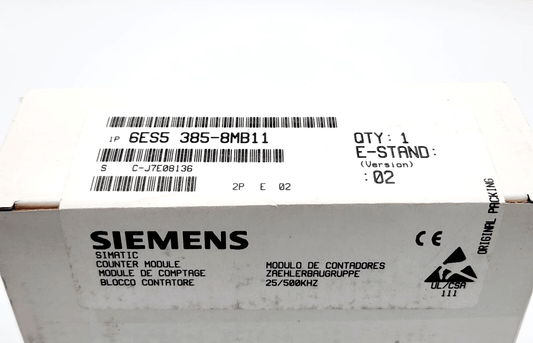 1P 6ES5 385-8MB11
QTY: 1
E-STAND:
(Version)
:02
S C-J7E08136
2P E 02
SIEMENS
SIMATIC
COUNTER MODULE
MODULE DE COMPTAGE
BLOCCO CONTATORE
MODULO DE CONTADORES
ZAEHLERBAUGRUPPE
25/500KHZ
CE
UL/CSA
111
ORIGINAL PACKING